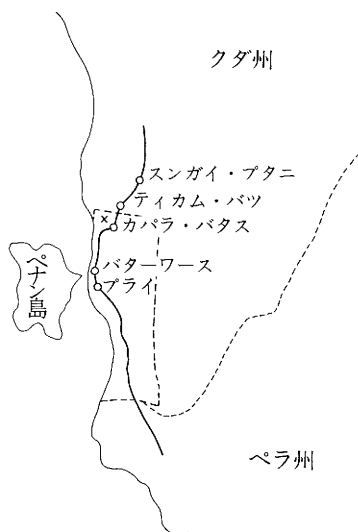 クダ州
スンガイ・プタニ
ティカム・バツ
カパラ・バタス
バターワース
プライ
ペナン島
ペラ州